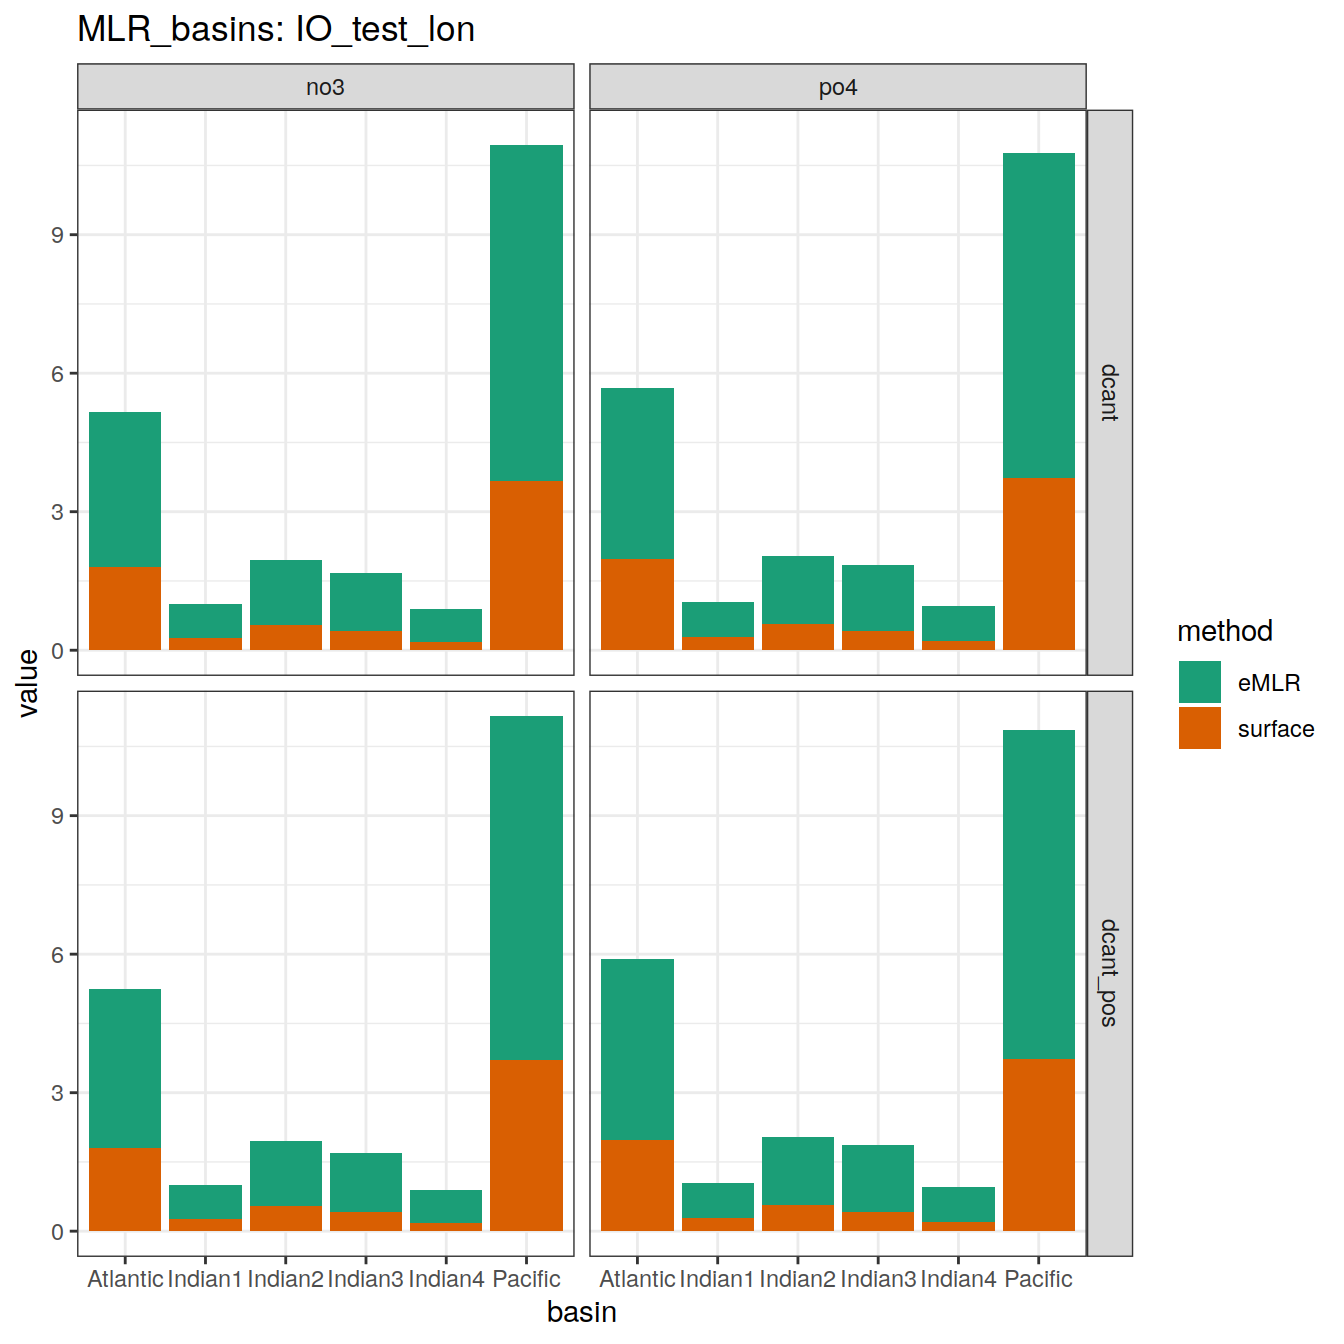 MLR_basins: IO_test_lon
no3
po4
9
6
3
0
dcant
9
6
3
0
dcant_pos
value
Atlantic Indian1 Indian2 Indian3 Indian4 Pacific
Atlantic Indian1 Indian2 Indian3 Indian4 Pacific
basin
method
eMLR
surface